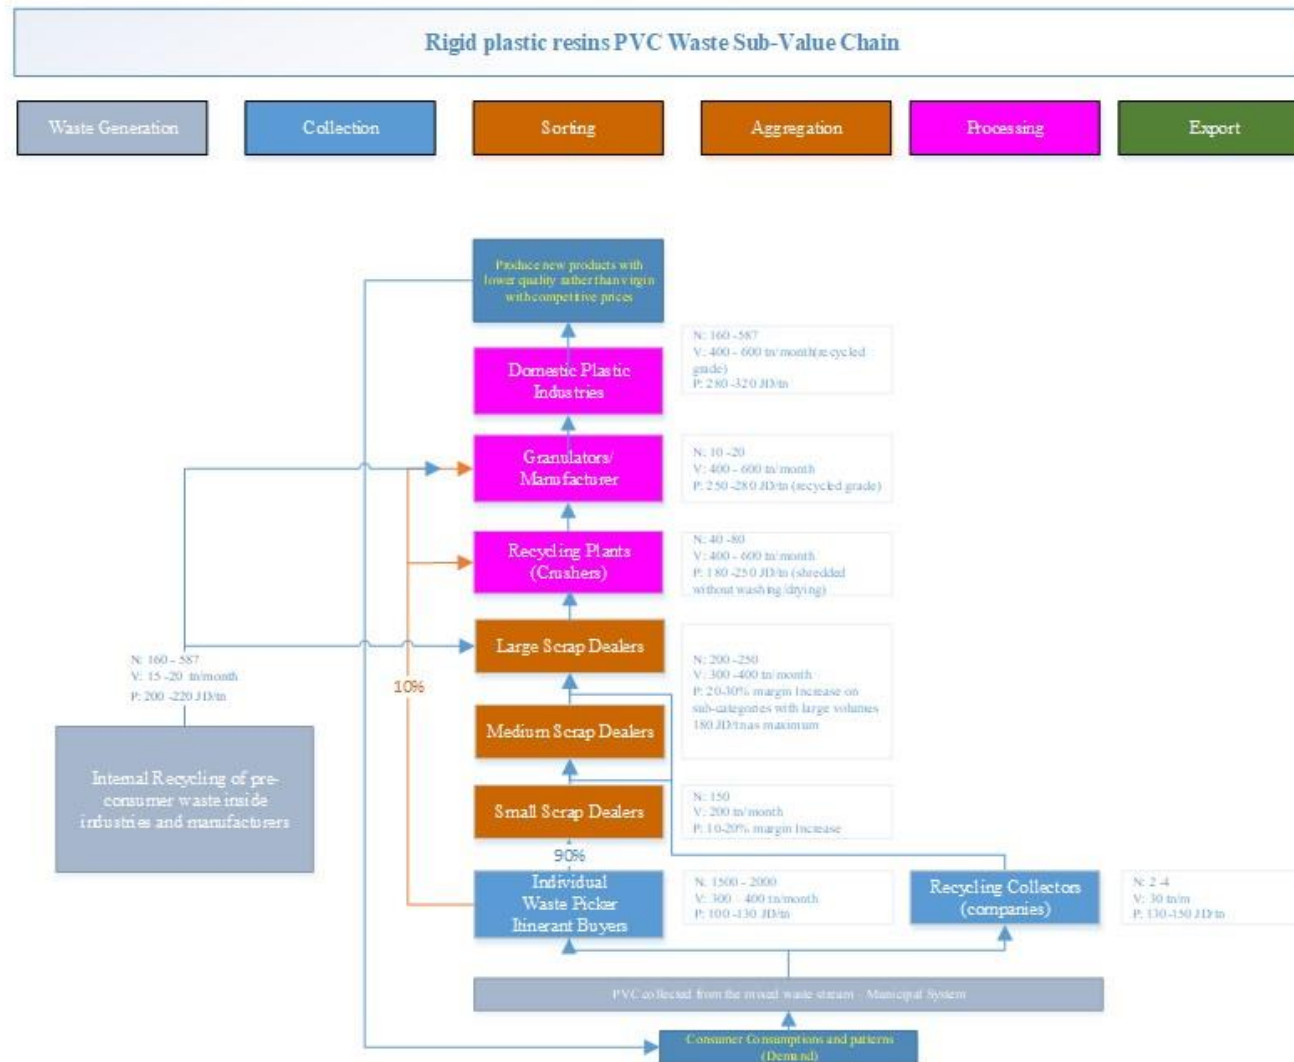 Rigid plastic resins PVC Waste Sub-Value Chain
Waste Generation
Collection
Sorting
Aggregation
Processing
Export
Produce new products with
lower quality rather than virgin
with competitive prices
N: 160 -587
V: 400 - 600 tn/month(recycled
grade)
P: 280 -320 JD/tn
Domestic Plastic
Industries
Granulators/
Manufacturer
N: 10 -20
V: 400 - 600 tn/month
P: 250 -280 JD/tn (recycled grade)
Recycling Plants
(Crushers)
N: 40 -80
V: 400 - 600 tn/month
P: 180 -250 JD/tn (shredded
without washing/drying)
Large Scrap Dealers
N: 200 -250
V: 300 -400 tn/month
P: 20-30% margin Increase on
sub-categories with large volumes
180 JD/tn as maximum
N: 160 - 587
V: 15 -20 tn/month
P: 200 -220 JD/tn
10%
Medium Scrap Dealers
Internal Recycling of pre-
consumer waste inside
industries and manufacturers
Small Scrap Dealers
N: 150
V: 200 tn/month
P: 10-20% margin Increase
90%
Individual
Waste Picker
Itinerant Buyers
N: 1500 - 2000
V: 300 - 400 tn/month
P: 100 -130 JD/tn
Recycling Collectors
(companies)
N: 2 -4
V: 30 tn/m
P: 130-150 JD/tn
PVC collected from the mixed waste stream - Municipal System
Consumer Consumptions and patterns
(Demand)